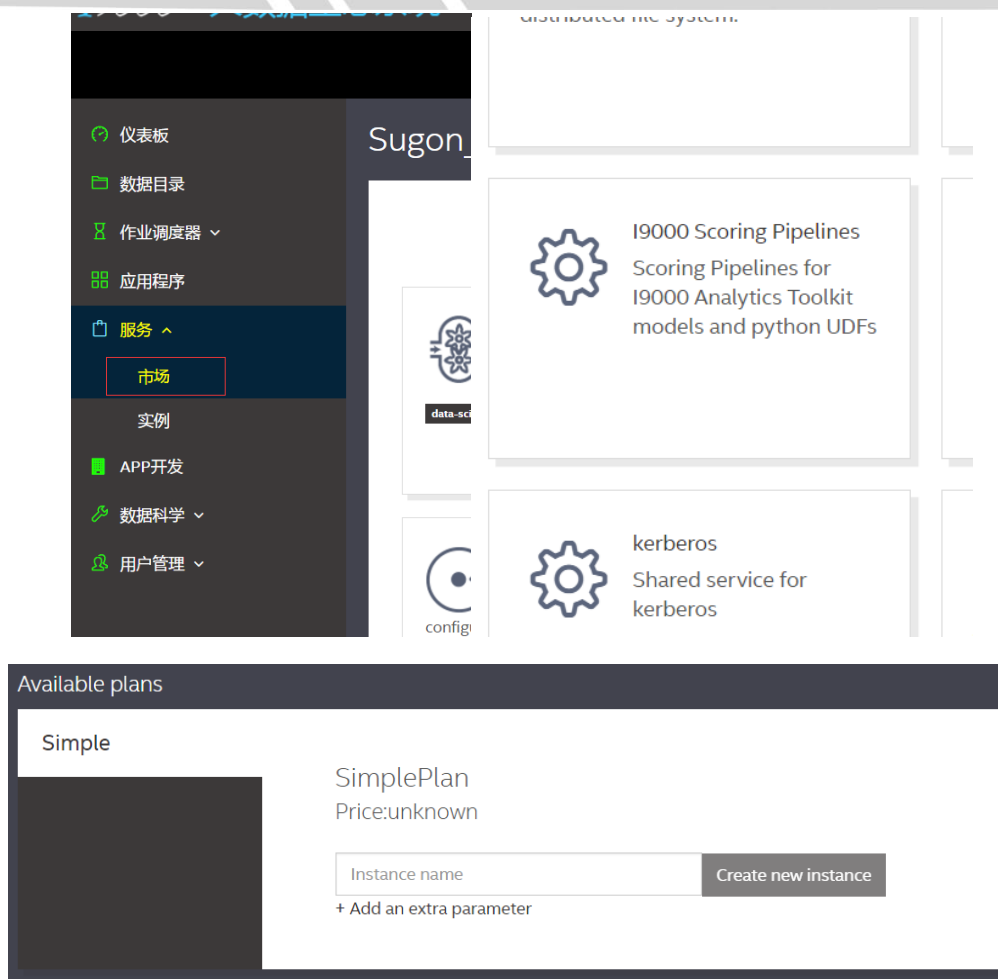 distributed file system.
仪表板
数据目录
作业调度器
应用程序
服务
市场
实例
APP开发
数据科学
用户管理
Sugon_
data-sci
config
I9000 Scoring Pipelines
Scoring Pipelines for
I9000 Analytics Toolkit
models and python UDFs
kerberos
Shared service for
kerberos
Available plans
Simple
SimplePlan
Price:unknown
Instance name
Create new instance
+ Add an extra parameter